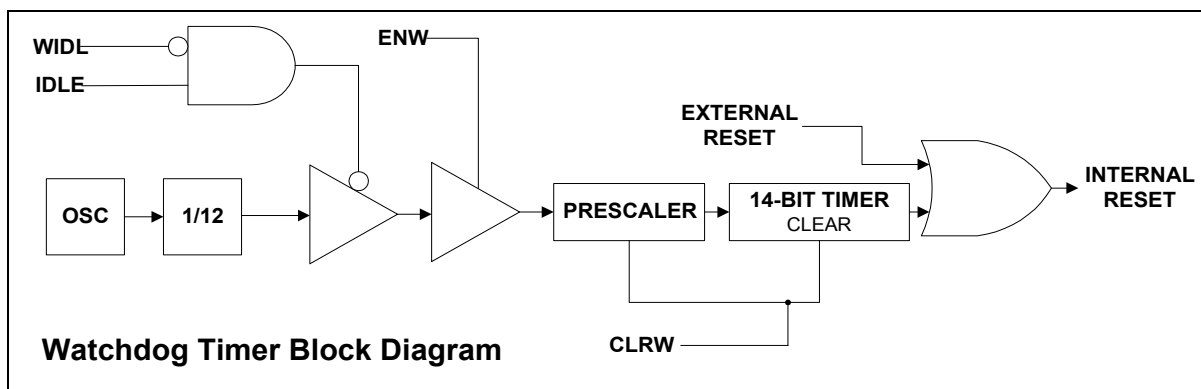 WIDL
IDLE
ENW
EXTERNAL
RESET
INTERNAL
RESET
OSC
1/12
PRESCALER
14-BIT TIMER
CLEAR
CLRW
Watchdog Timer Block Diagram